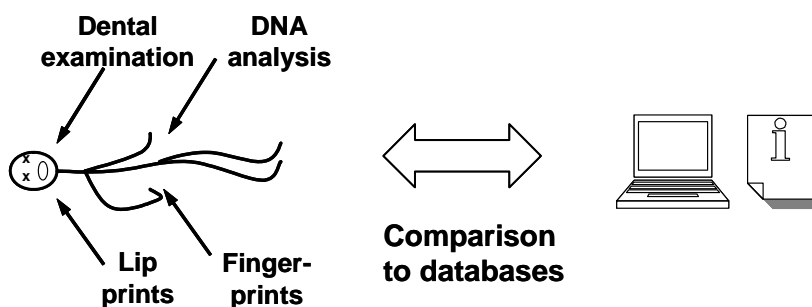 Dental
examination
DNA
analysis
x
x
i
Comparison
to databases
Lip
prints
Finger-
prints